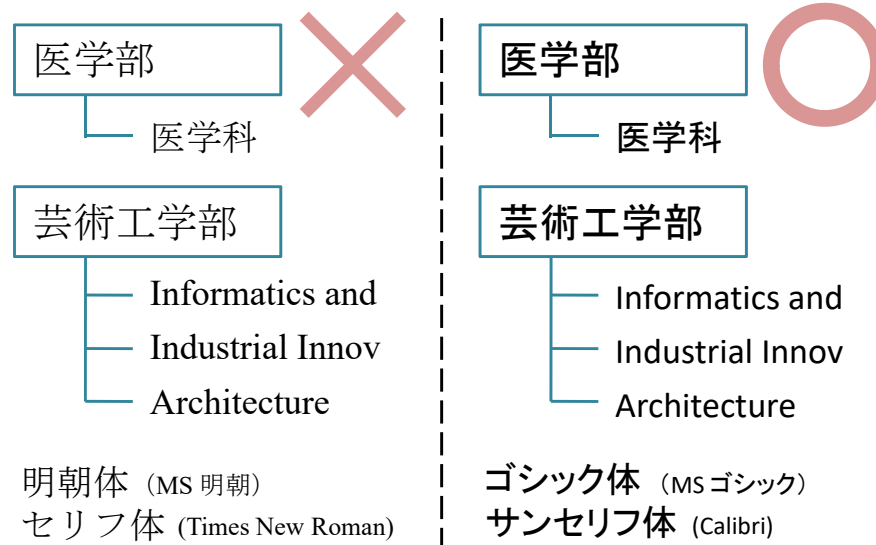 医学部
医学科
芸術工学部
Informatics and
Industrial Innov
Architecture
明朝体（MS 明朝）
セリフ体 (Times New Roman)
医学部
医学科
芸術工学部
Informatics and
Industrial Innov
Architecture
ゴシック体（MS ゴシック）
サンセリフ体 (Calibri)